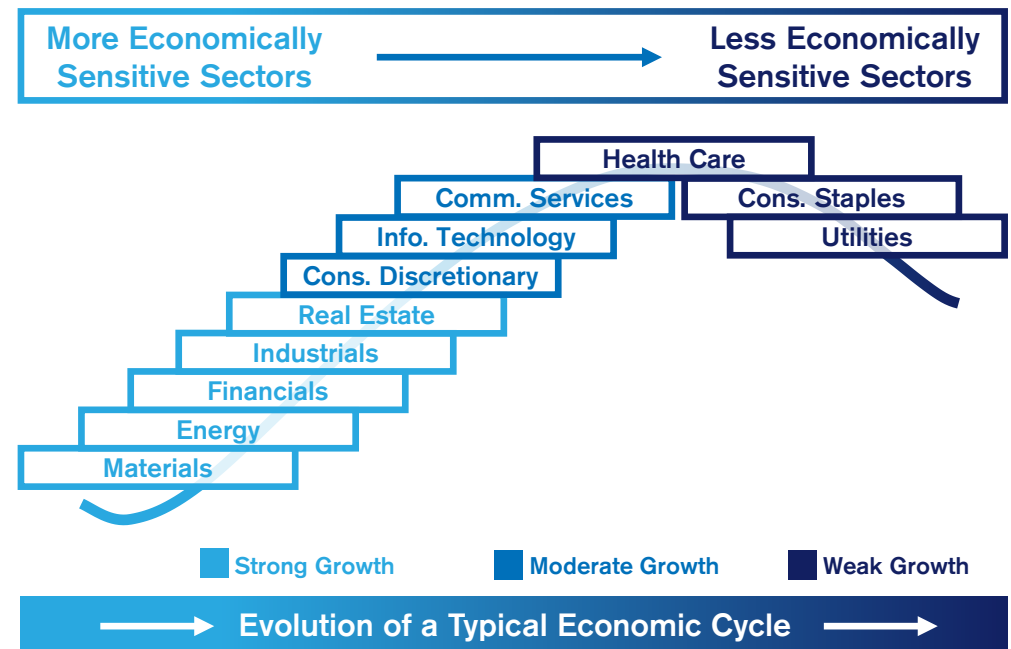 More Economically
Sensitive Sectors
Less Economically
Sensitive Sectors
Health Care
Comm. Services
Cons. Staples
Info. Technology
Utilities
Cons. Discretionary
Real Estate
Industrials
Financials
Energy
Materials
Strong Growth
Moderate Growth
Weak Growth
Evolution of a Typical Economic Cycle